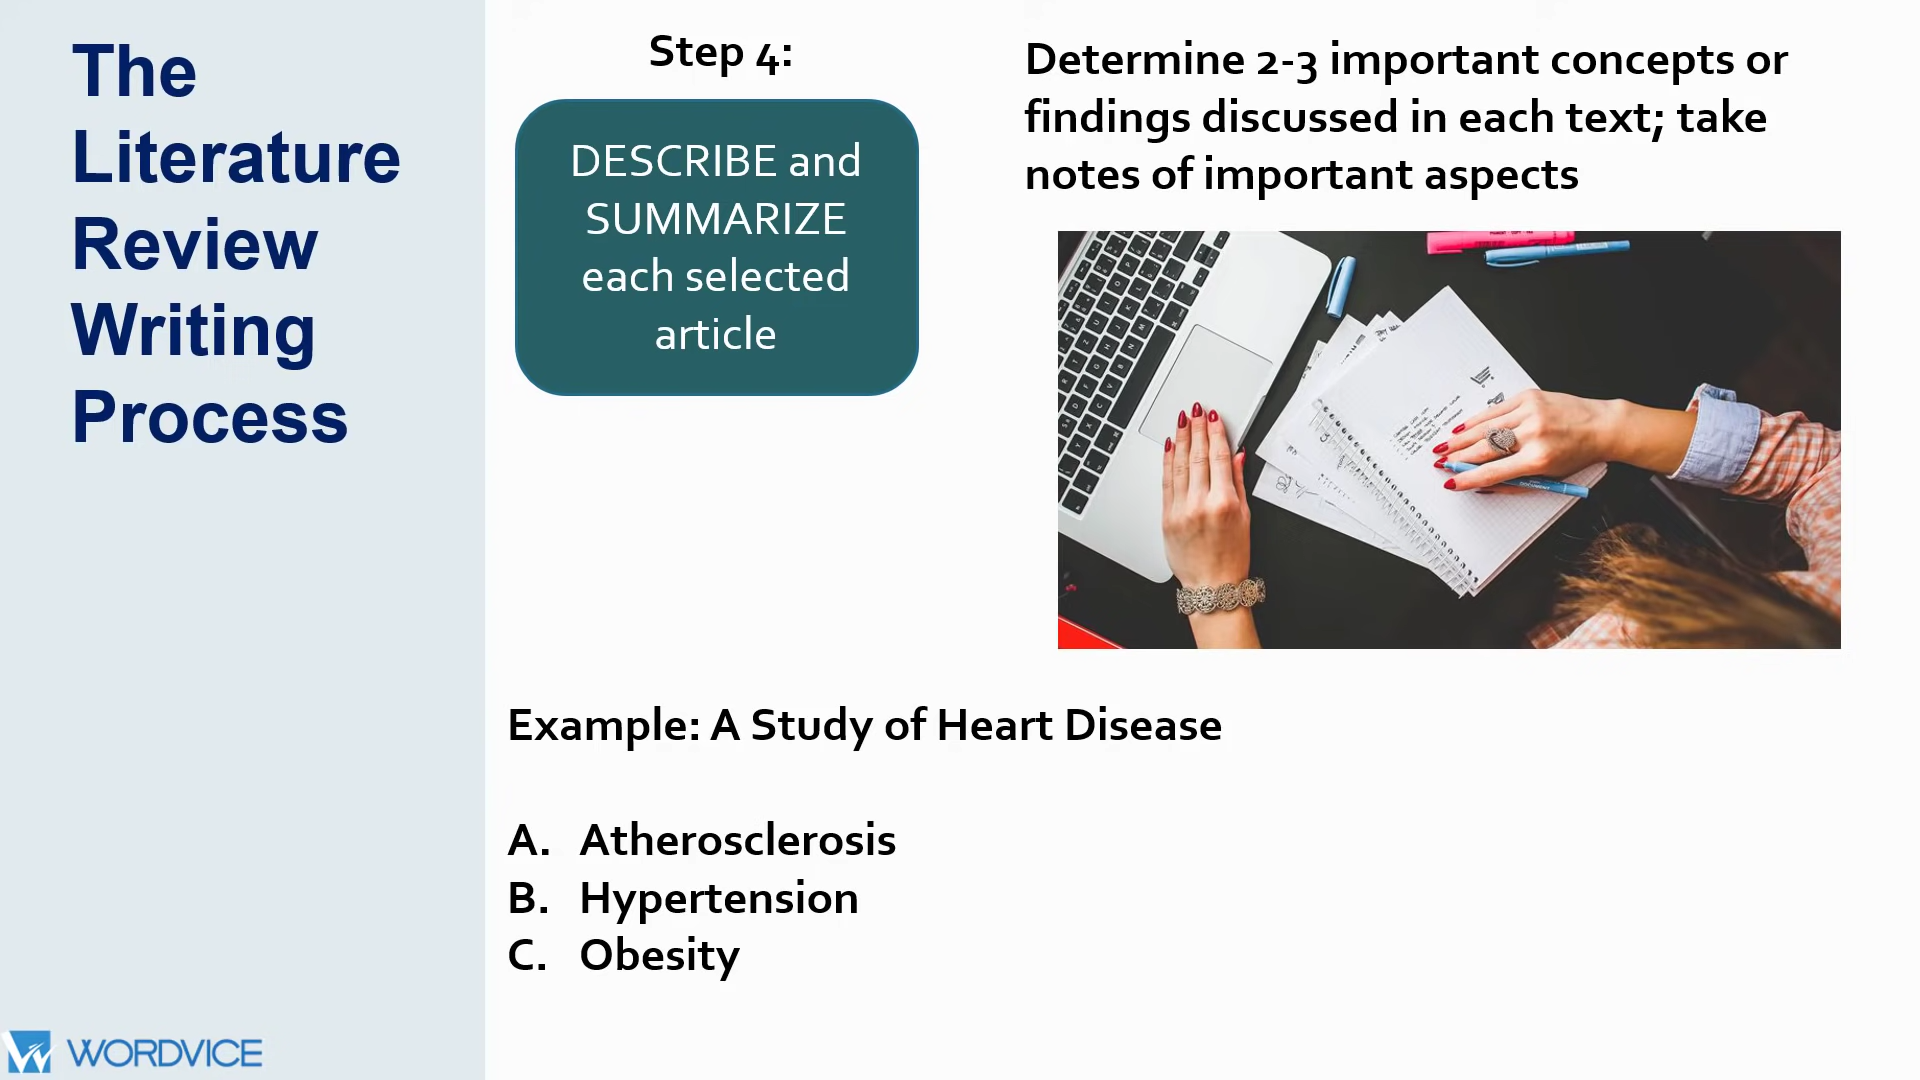 The
Literature
Review
Writing
Process
Step 4:
DESCRIBE and
SUMMARIZE
each selected
article
Determine 2-3 important concepts or
findings discussed in each text; take
notes of important aspects
Example: A Study of Heart Disease
A. Atherosclerosis
B. Hypertension
C. Obesity
WORDVICE